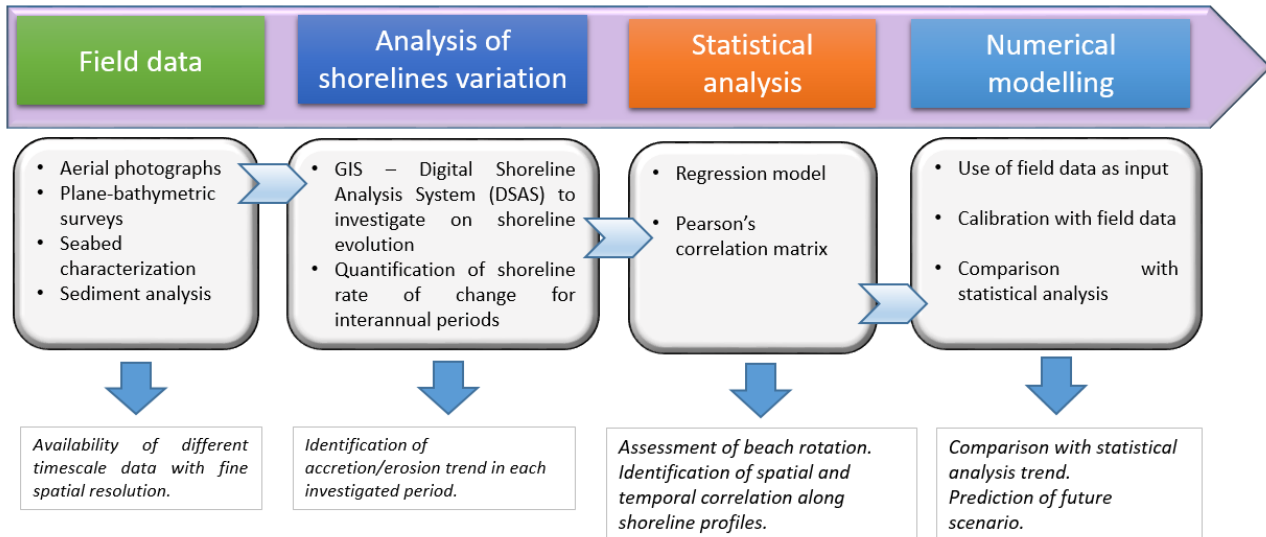 Field data
Analysis of
shorelines variation
Statistical
analysis
Numerical
modelling
• Aerial photographs
• Plane-bathymetric
surveys
• Seabed
characterization
• Sediment analysis
• GIS – Digital Shoreline
Analysis System (DSAS) to
investigate on shoreline
evolution
• Quantification of shoreline
rate of change for
interannual periods
• Regression model
• Pearson's
correlation matrix
• Use of field data as input
• Calibration with field data
• Comparison with
statistical analysis
Availability of different
timescale data with fine
spatial resolution.
Identification of
accretion/erosion trend in each
investigated period.
Assessment of beach rotation.
Identification of spatial and
temporal correlation along
shoreline profiles.
Comparison with statistical
analysis trend.
Prediction of future
scenario.